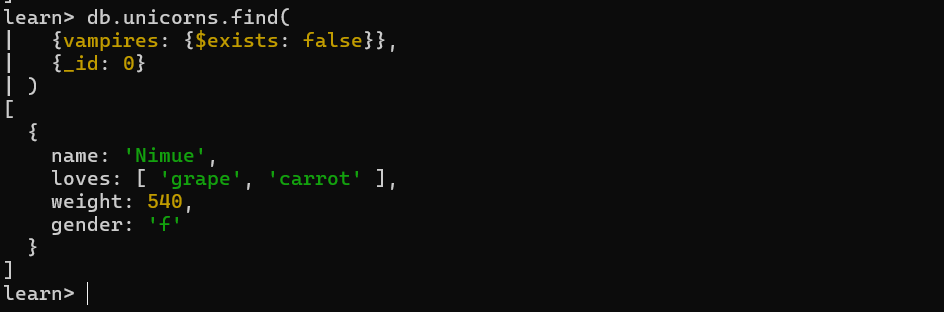 ]
learn> db.unicorns.find(
|   {vampires: {$exists: false}},
|   {_id: 0}
| )
[
  {
    name: 'Nimue',
    loves: [ 'grape', 'carrot' ],
    weight: 540,
    gender: 'f'
  }
]
learn>